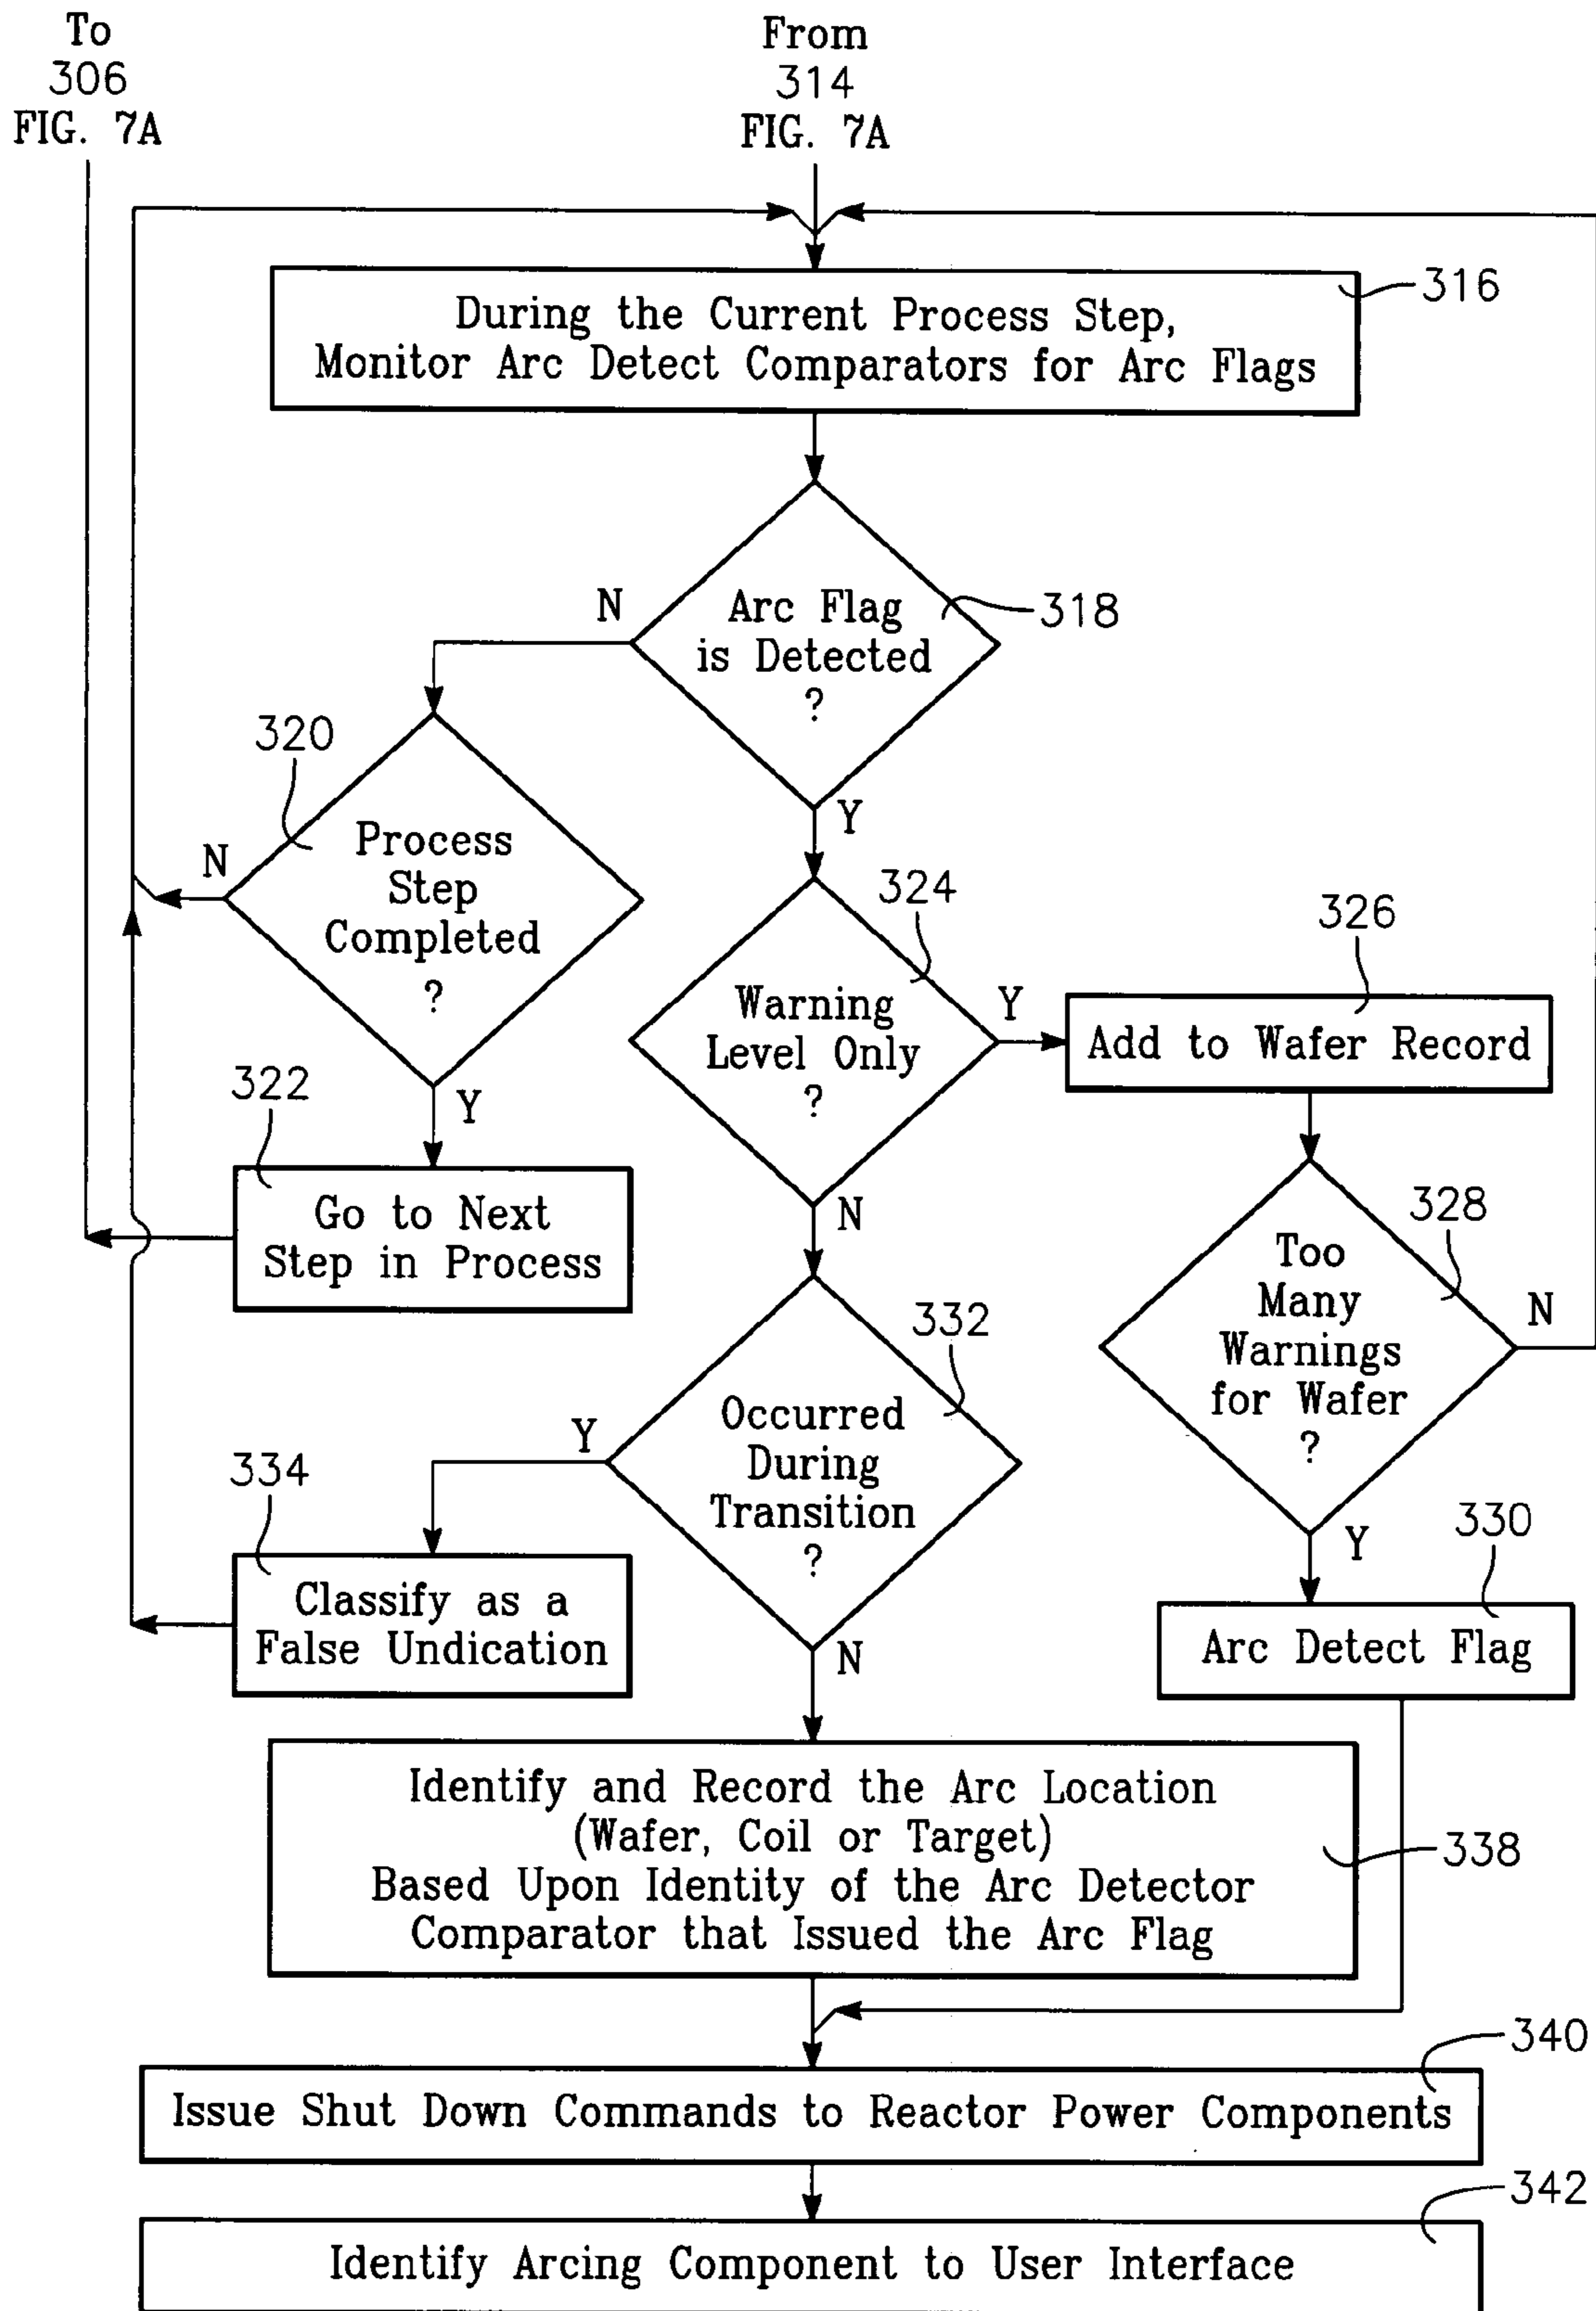 To
306
FIG. 7A
From
314
FIG. 7A
316
During the Current Process Step,
Monitor Arc Detect Comparators for Arc Flags
N
Arc Flag
is Detected
?
318
Y
320
N
Process
Step
Completed
?
Y
324
Warning
Level Only
?
Y
N
326
Add to Wafer Record
322
Go to Next
Step in Process
328
Too
Many
Warnings
for Wafer
?
N
Y
332
Occurred
During
Transition
?
Y
N
334
Classify as a
False Undication
330
Arc Detect Flag
Identify and Record the Arc Location
(Wafer, Coil or Target)
Based Upon Identity of the Arc Detector
Comparator that Issued the Arc Flag
338
340
Issue Shut Down Commands to Reactor Power Components
342
Identify Arcing Component to User Interface